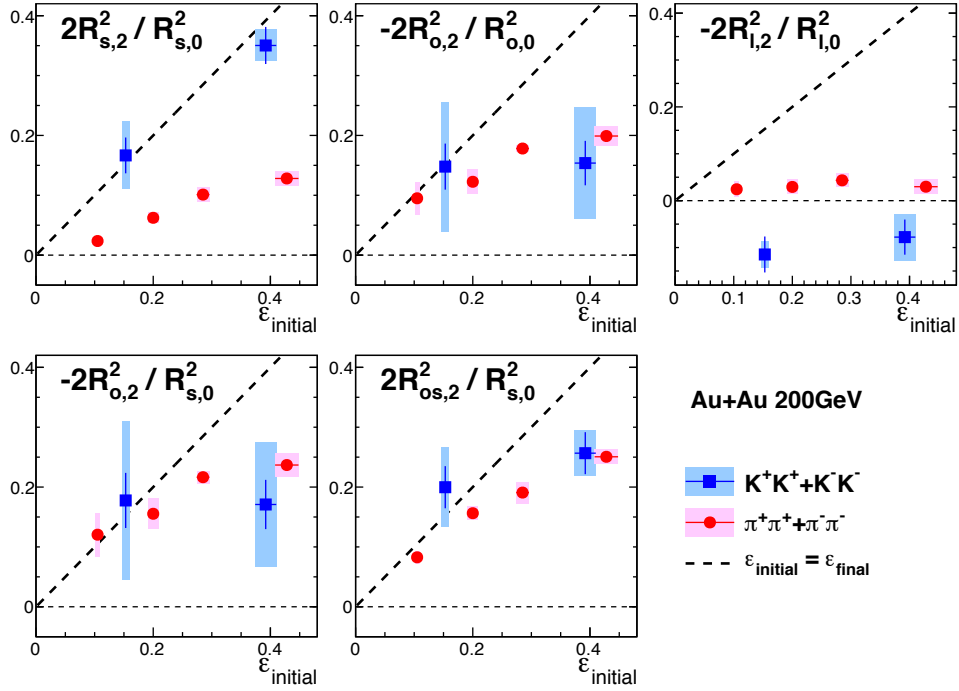 2R²s,2 / R²s,0
-2R²o,2 / R²o,0
-2R²l,2 / R²l,0
0.4
0.2
0
0 0.2 0.4
εinitial
0.4
0.2
0
0 0.2 0.4
εinitial
0.4
0.2
0
0 0.1 0.2 0.3 0.4
εinitial
-2R²o,2 / R²s,0
2R²os,2 / R²s,0
0.4
0.2
0
0 0.2 0.4
εinitial
0.4
0.2
0
0 0.2 0.4
εinitial
Au+Au 200GeV
K⁺K⁺+K⁻K⁻
π⁺π⁺+π⁻π⁻
εinitial = εfinal